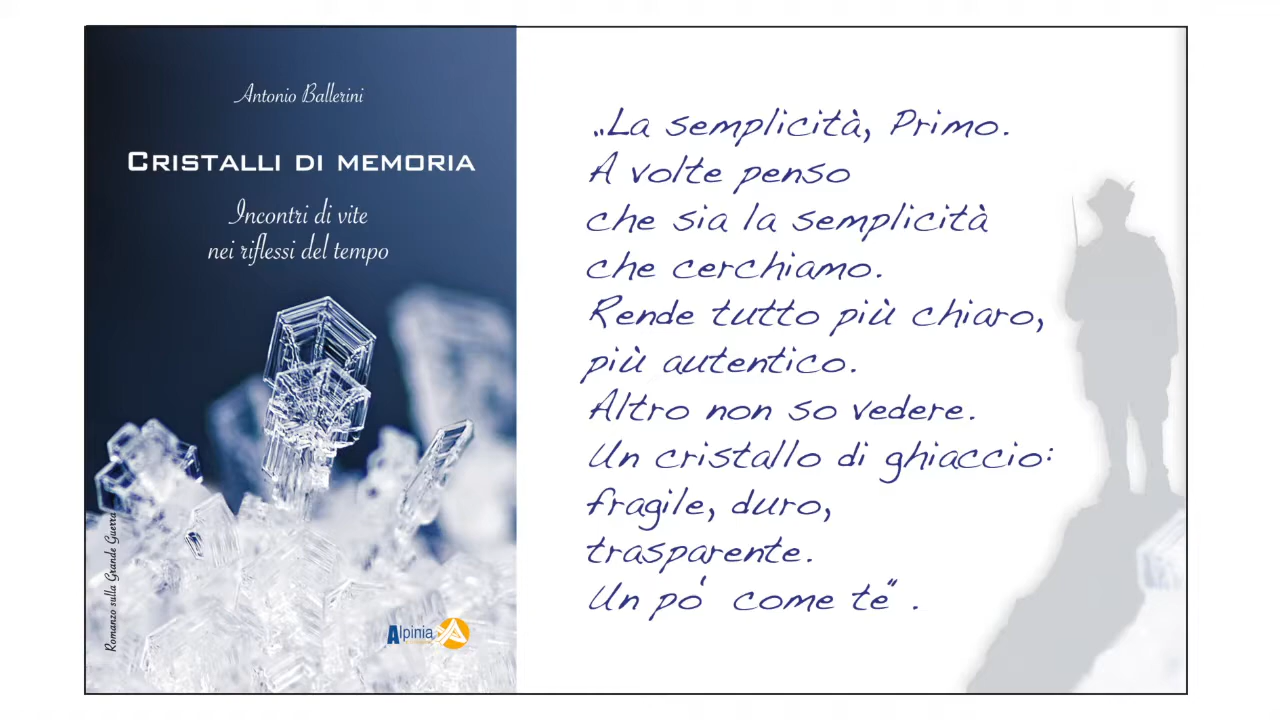 Antonio Ballerini
CRISTALLI DI MEMORIA
Incontri di vite
nei riflessi del tempo
Romanzo sulla Grande Guerra
Alpinia
„La semplicità, Primo.
A volte penso
che sia la semplicità
che cerchiamo.
Rende tutto più chiaro,
più autentico.
Altro non so vedere.
Un cristallo di ghiaccio:
fragile, duro,
trasparente.
Un pò come te“.